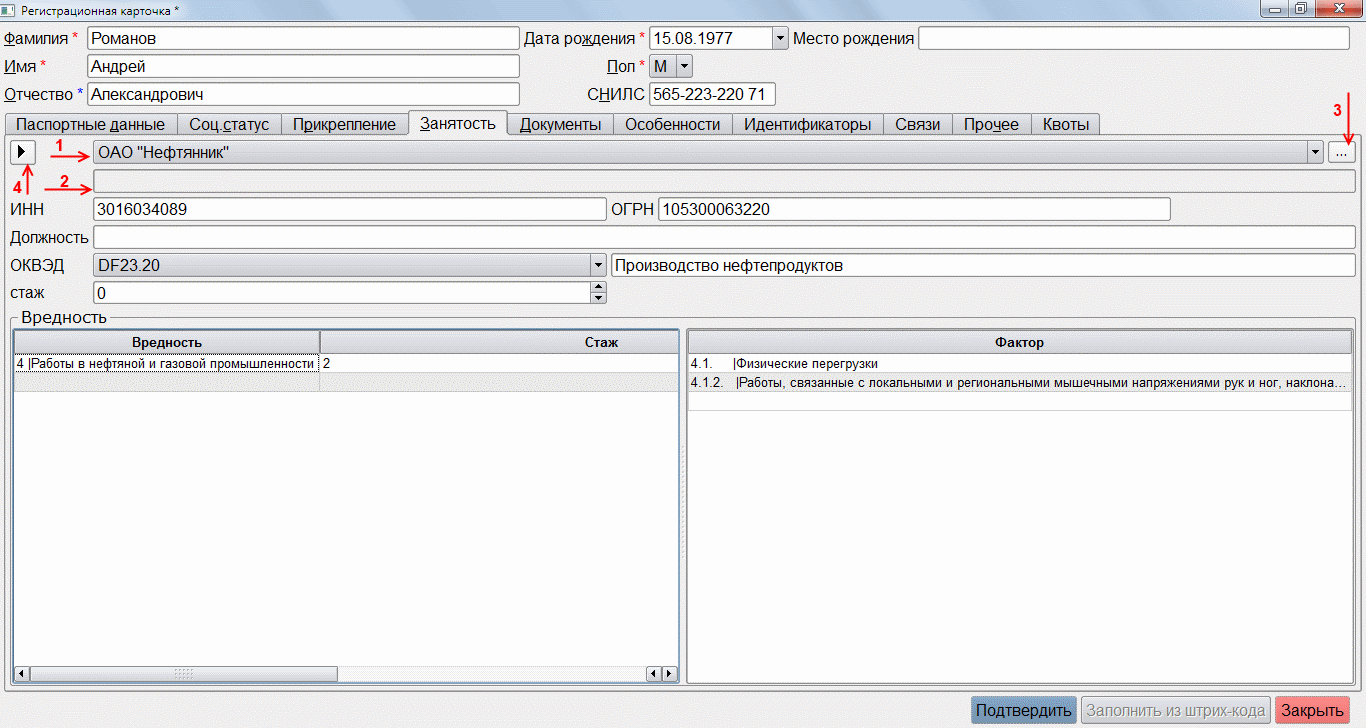 Регистрационная карточка *
Фамилия * Романов Дата рождения * 15.08.1977 Место рождения
Имя * Андрей Пол * М
Отчество * Александрович СНИЛС 565-223-220 71
3
Паспортные данные Соц.статус Прикрепление Занятость Документы Особенности Идентификаторы Связи Прочее Квоты
1 ОАО "Нефтянник" ...
4 2
ИНН 3016034089 ОГРН 105300063220
Должность
ОКВЭД DF23.20 Производство нефтепродуктов
стаж 0
Вредность
Вредность Стаж Фактор
4 |Работы в нефтяной и газовой промышленности 2 4.1. |Физические перегрузки
4.1.2. |Работы, связанные с локальными и региональными мышечными напряжениями рук и ног, наклона...
Подтвердить Заполнить из штрих-кода Закрыть